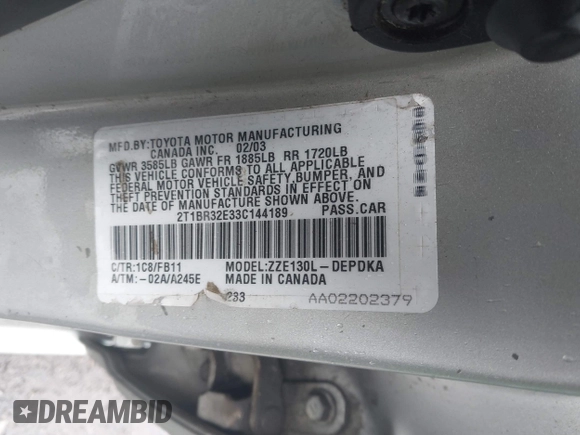 MFD.BY:TOYOTA MOTOR MANUFACTURING
CANADA INC. 02/03
GVWR 3585LB GAWR FR 1885LB RR 1720LB
THIS VEHICLE CONFORMS TO ALL APPLICABLE
FEDERAL MOTOR VEHICLE SAFETY,BUMPER, AND
THEFT PREVENTION STANDARDS IN EFFECT ON
THE DATE OF MANUFACTURE SHOWN ABOVE.
2T1BR32E33C144189 PASS.CAR
C/TR:1C8/FB11 MODEL:ZZE130L-DEPDKA
A/TM:-02A/A245E MADE IN CANADA
233 AA02202379
DREAMBID